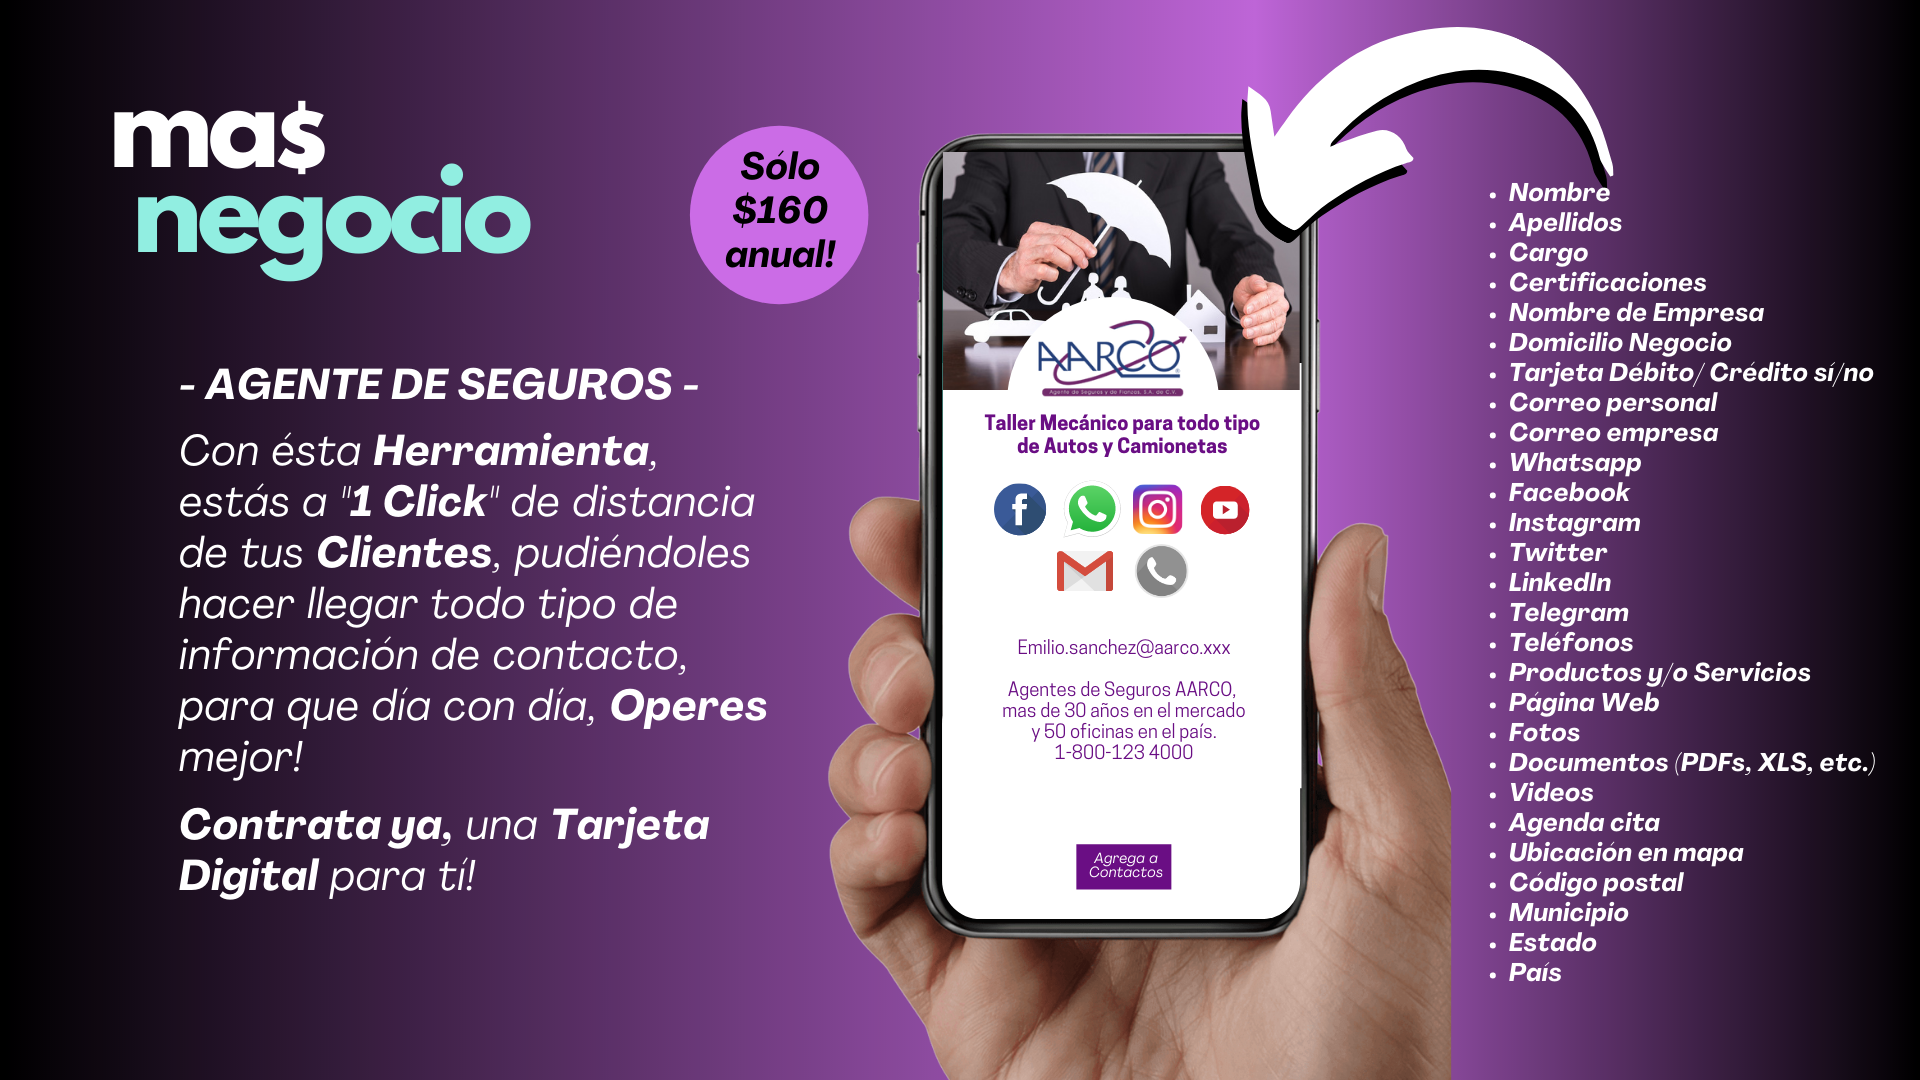 ma$
negocio
Sólo
$160
anual!
- AGENTE DE SEGUROS -
Con ésta Herramienta,
estás a "1 Click" de distancia
de tus Clientes, pudiéndoles
hacer llegar todo tipo de
información de contacto,
para que día con día, Operes
mejor!
Contrata ya, una Tarjeta
Digital para tí!
AARCO
Agente de Seguros y de Fianzas, S.A. de C.V.
Taller Mecánico para todo tipo
de Autos y Camionetas
Emilio.sanchez@aarco.xxx
Agentes de Seguros AARCO,
mas de 30 años en el mercado
y 50 oficinas en el país.
1-800-123 4000
Agrega a
Contactos
• Nombre
• Apellidos
• Cargo
• Certificaciones
• Nombre de Empresa
• Domicilio Negocio
• Tarjeta Débito/ Crédito sí/no
• Correo personal
• Correo empresa
• Whatsapp
• Facebook
• Instagram
• Twitter
• LinkedIn
• Telegram
• Teléfonos
• Productos y/o Servicios
• Página Web
• Fotos
• Documentos (PDFs, XLS, etc.)
• Videos
• Agenda cita
• Ubicación en mapa
• Código postal
• Municipio
• Estado
• País